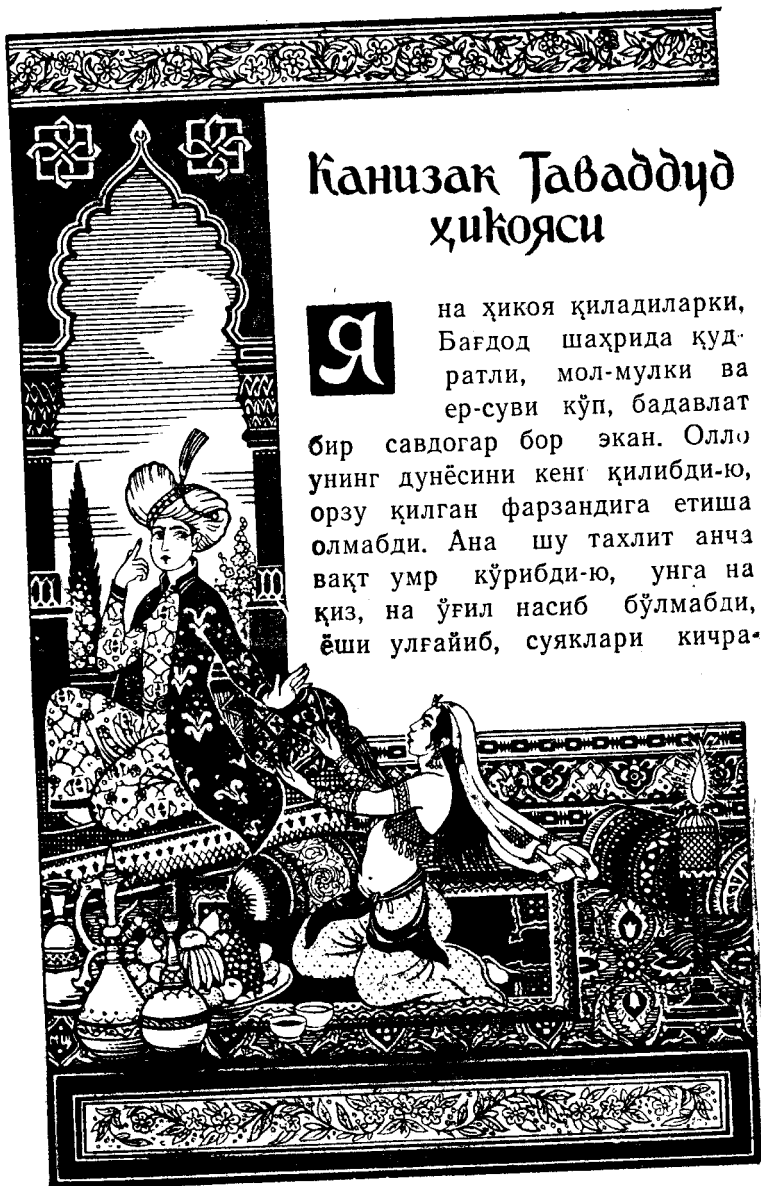 Канизак Таваддуд
ҳикояси
Яна ҳикоя қиладиларки,
Бағдод шаҳрида қуд-
ратли, мол-мулки ва
ер-суви кўп, бадавлат
бир савдогар бор экан. Олло
унинг дунёсини кенг қилибди-ю,
орзу қилган фарзандига етиша
олмабди. Ана шу тахлит анча
вақт умр кўрибди-ю, унга на
қиз, на ўғил насиб бўлмабди,
ёши улғайиб, суяклари кичра-